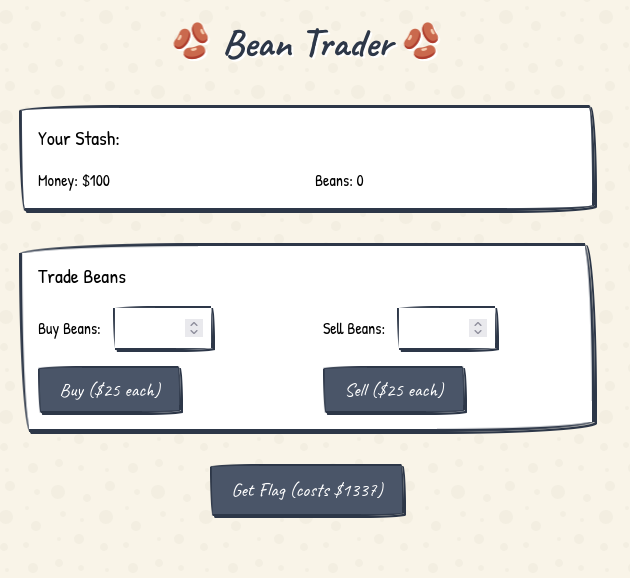 Bean Trader
Your Stash:
Money: $100 Beans: 0
Trade Beans
Buy Beans: Sell Beans:
Buy ($25 each) Sell ($25 each)
Get Flag (costs $1337)